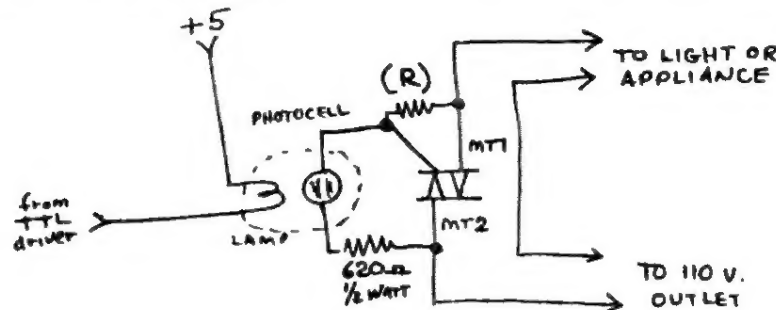 +5
(R)
TO LIGHT OR
APPLIANCE
PHOTOCELL
MT1
from
TTL
driver
LAMP
MT2
620Ω
1/2 WATT
TO 110 V.
OUTLET